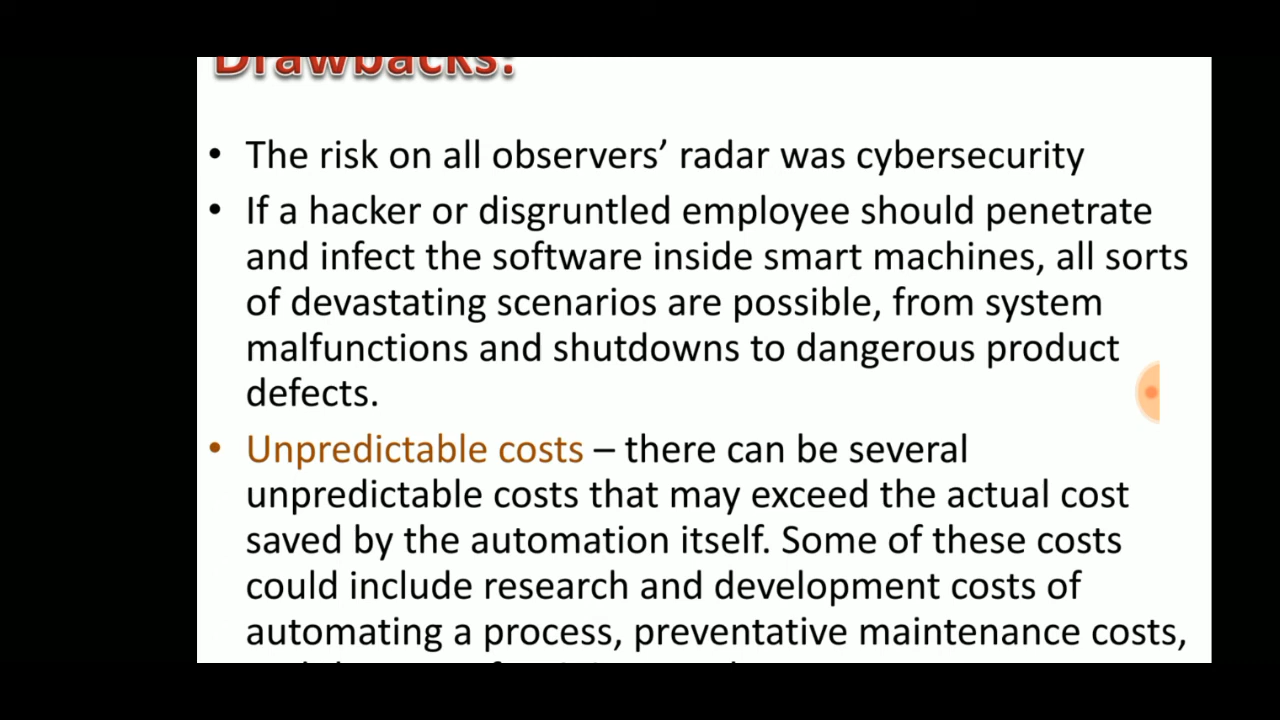 Drawbacks:
• The risk on all observers’ radar was cybersecurity
• If a hacker or disgruntled employee should penetrate
and infect the software inside smart machines, all sorts
of devastating scenarios are possible, from system
malfunctions and shutdowns to dangerous product
defects.
• Unpredictable costs – there can be several
unpredictable costs that may exceed the actual cost
saved by the automation itself. Some of these costs
could include research and development costs of
automating a process, preventative maintenance costs,